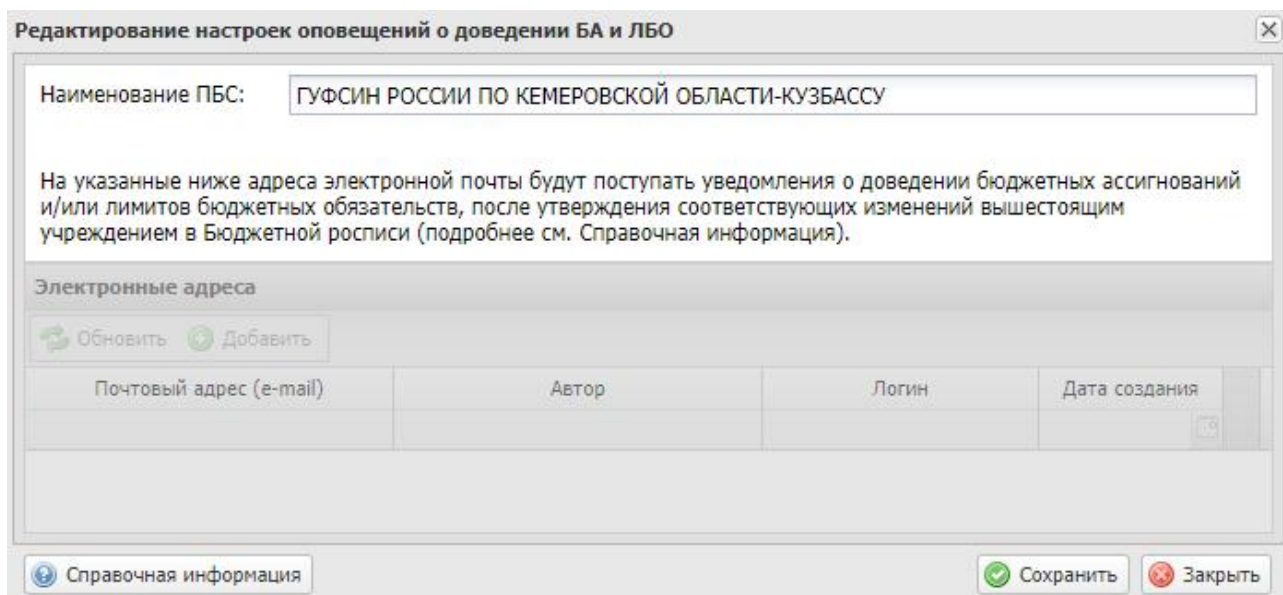 Редактирование настроек оповещений о доведении БА и ЛБО
Наименование ПБС: ГУФСИН РОССИИ ПО КЕМЕРОВСКОЙ ОБЛАСТИ-КУЗБАССУ
На указанные ниже адреса электронной почты будут поступать уведомления о доведении бюджетных ассигнований
и/или лимитов бюджетных обязательств, после утверждения соответствующих изменений вышестоящим
учреждением в Бюджетной росписи (подробнее см. Справочная информация).
Электронные адреса
Обновить Добавить
Почтовый адрес (e-mail) Автор Логин Дата создания
Справочная информация Сохранить Закрыть